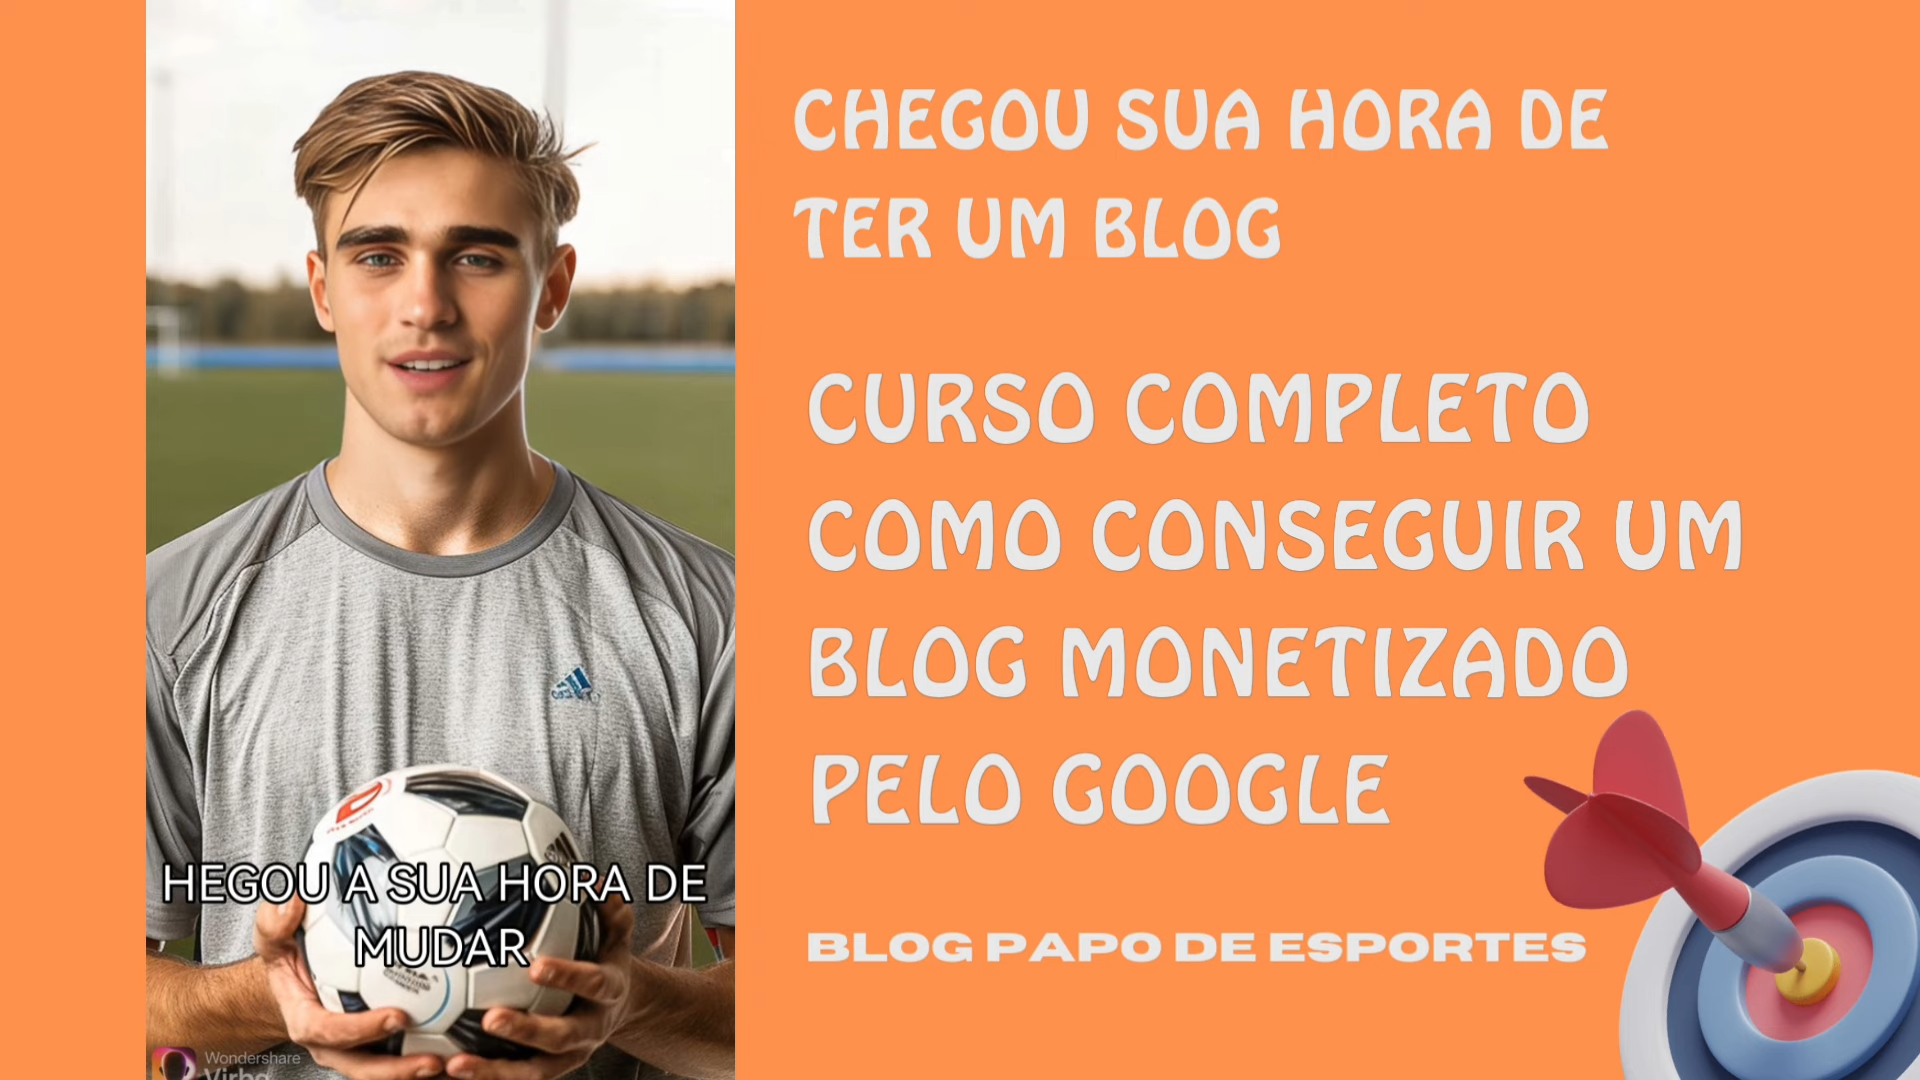 CHEGOU SUA HORA DE
TER UM BLOG
CURSO COMPLETO
COMO CONSEGUIR UM
BLOG MONETIZADO
PELO GOOGLE
BLOG PAPO DE ESPORTES
HEGOU A SUA HORA DE
MUDAR
Wondershare
Virbo